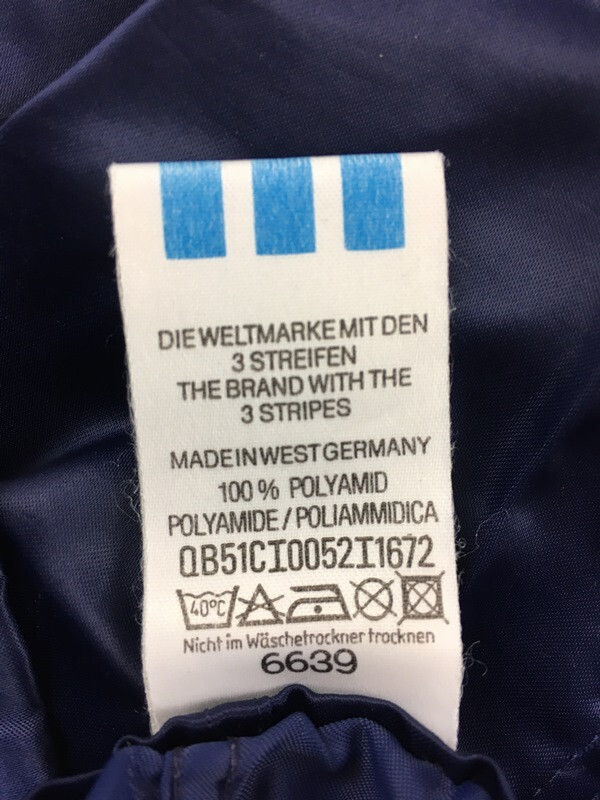 DIE WELTMARKE MIT DEN
3 STREIFEN
THE BRAND WITH THE
3 STRIPES
MADE IN WEST GERMANY
100 % POLYAMID
POLYAMIDE / POLIAMMIDICA
QB51CI0052I1672
40°C
Nicht im Wäschetrockner trocknen
6639